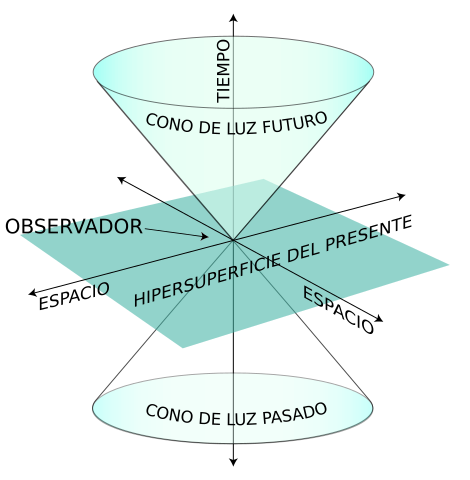 TIEMPO
CONO DE LUZ FUTURO
OBSERVADOR
HIPERSUPERFICIE DEL PRESENTE
ESPACIO
ESPACIO
CONO DE LUZ PASADO